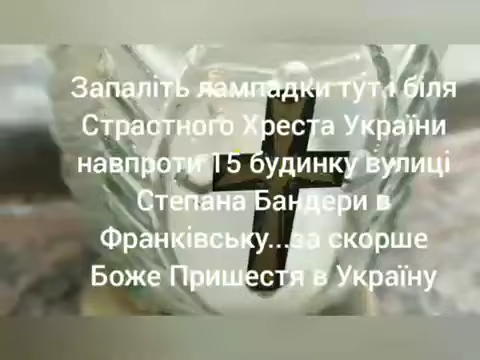 Запаліть лампадки тут і біля
Страстного Хреста України
навпроти 15 будинку вулиці
Степана Бандери в
Франківську...за скорше
Боже Пришестя в Україну